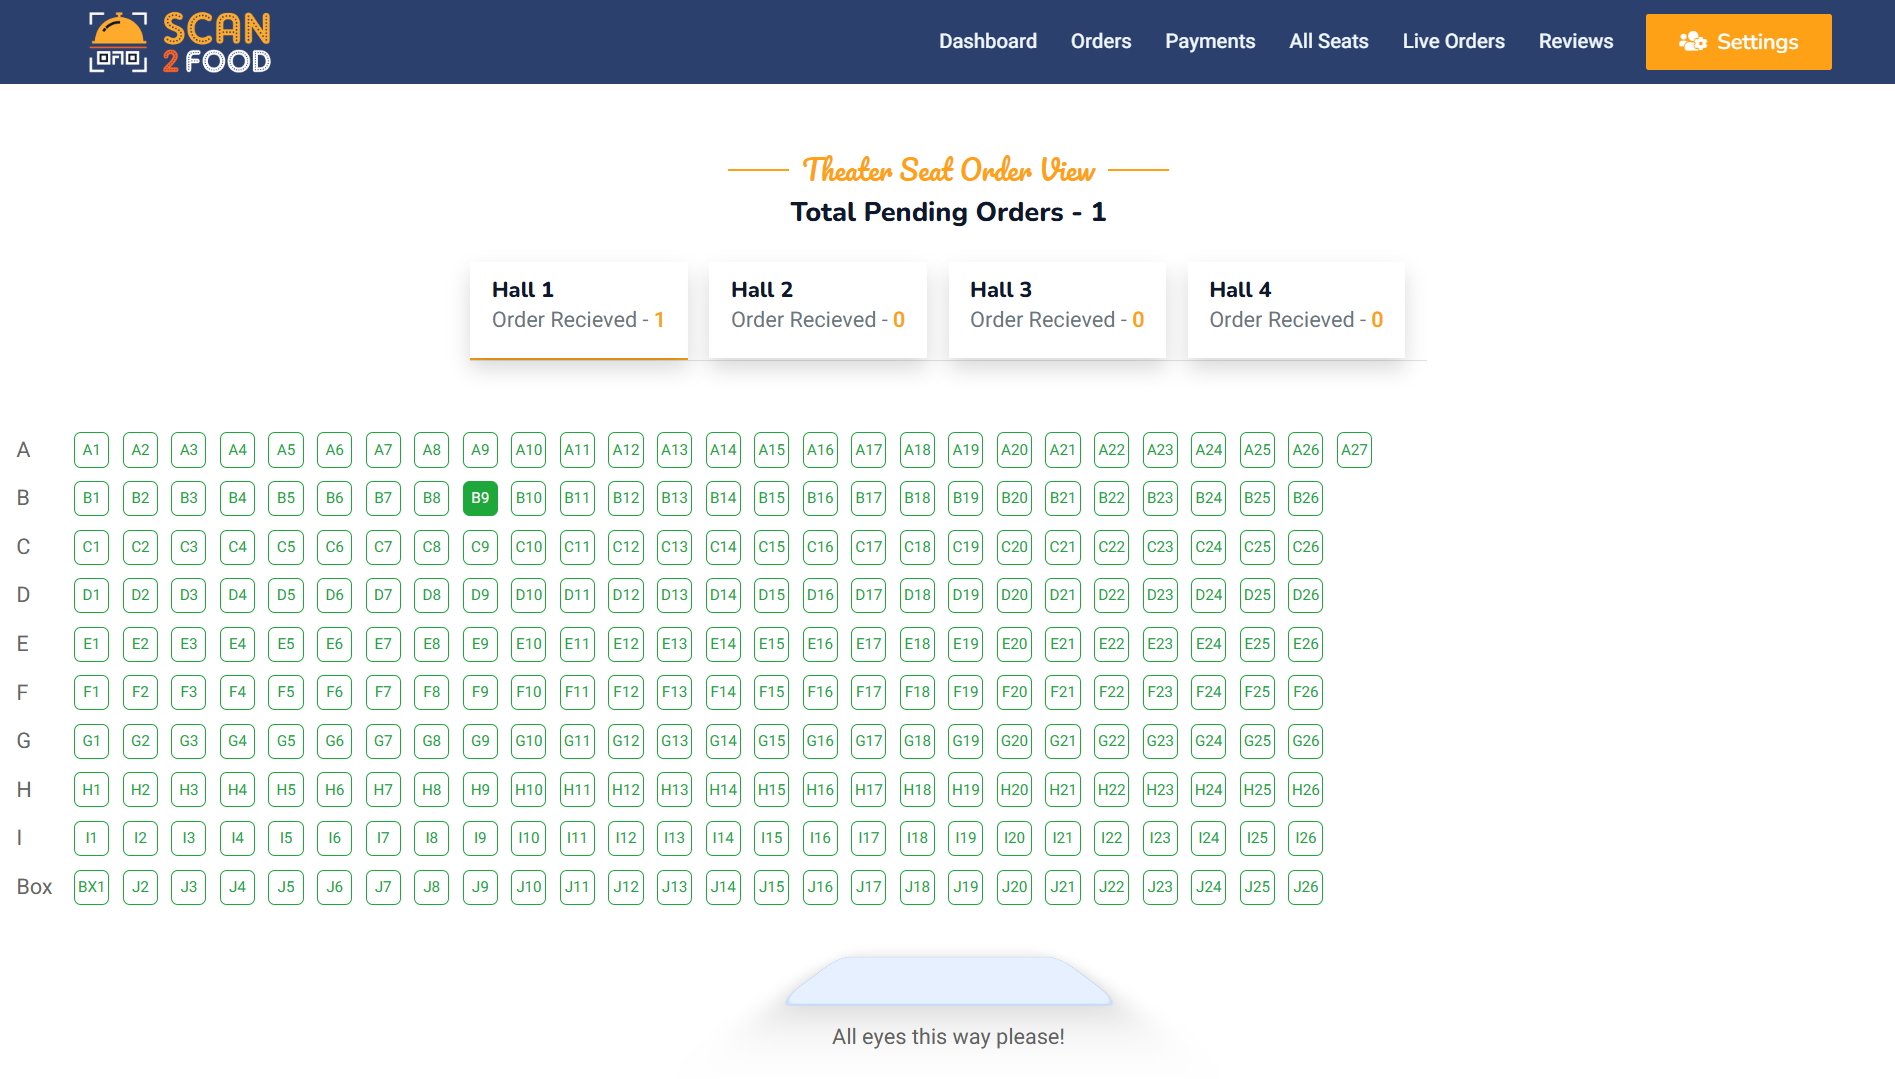 SCAN
2 FOOD
Dashboard Orders Payments All Seats Live Orders Reviews Settings
Theater Seat Order View
Total Pending Orders - 1
Hall 1 Hall 2 Hall 3 Hall 4
Order Recieved - 1 Order Recieved - 0 Order Recieved - 0 Order Recieved - 0
A A1 A2 A3 A4 A5 A6 A7 A8 A9 A10 A11 A12 A13 A14 A15 A16 A17 A18 A19 A20 A21 A22 A23 A24 A25 A26 A27
B B1 B2 B3 B4 B5 B6 B7 B8 B9 B10 B11 B12 B13 B14 B15 B16 B17 B18 B19 B20 B21 B22 B23 B24 B25 B26
C C1 C2 C3 C4 C5 C6 C7 C8 C9 C10 C11 C12 C13 C14 C15 C16 C17 C18 C19 C20 C21 C22 C23 C24 C25 C26
D D1 D2 D3 D4 D5 D6 D7 D8 D9 D10 D11 D12 D13 D14 D15 D16 D17 D18 D19 D20 D21 D22 D23 D24 D25 D26
E E1 E2 E3 E4 E5 E6 E7 E8 E9 E10 E11 E12 E13 E14 E15 E16 E17 E18 E19 E20 E21 E22 E23 E24 E25 E26
F F1 F2 F3 F4 F5 F6 F7 F8 F9 F10 F11 F12 F13 F14 F15 F16 F17 F18 F19 F20 F21 F22 F23 F24 F25 F26
G G1 G2 G3 G4 G5 G6 G7 G8 G9 G10 G11 G12 G13 G14 G15 G16 G17 G18 G19 G20 G21 G22 G23 G24 G25 G26
H H1 H2 H3 H4 H5 H6 H7 H8 H9 H10 H11 H12 H13 H14 H15 H16 H17 H18 H19 H20 H21 H22 H23 H24 H25 H26
I I1 I2 I3 I4 I5 I6 I7 I8 I9 I10 I11 I12 I13 I14 I15 I16 I17 I18 I19 I20 I21 I22 I23 I24 I25 I26
Box BX1 J2 J3 J4 J5 J6 J7 J8 J9 J10 J11 J12 J13 J14 J15 J16 J17 J18 J19 J20 J21 J22 J23 J24 J25 J26
All eyes this way please!